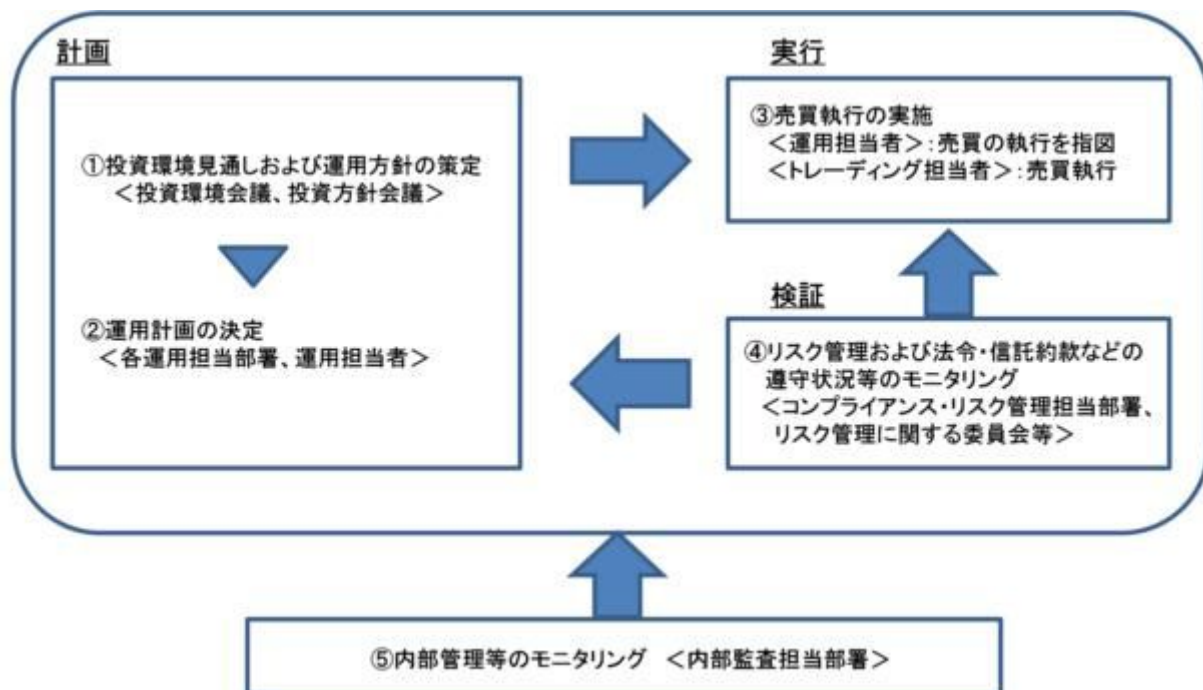 計画
①投資環境見通しおよび運用方針の策定
＜投資環境会議、投資方針会議＞
②運用計画の決定
＜各運用担当部署、運用担当者＞
実行
③売買執行の実施
＜運用担当者＞：売買の執行を指図
＜トレーディング担当者＞：売買執行
検証
④リスク管理および法令・信託約款などの
遵守状況等のモニタリング
＜コンプライアンス・リスク管理担当部署、
リスク管理に関する委員会等＞
⑤内部管理等のモニタリング ＜内部監査担当部署＞